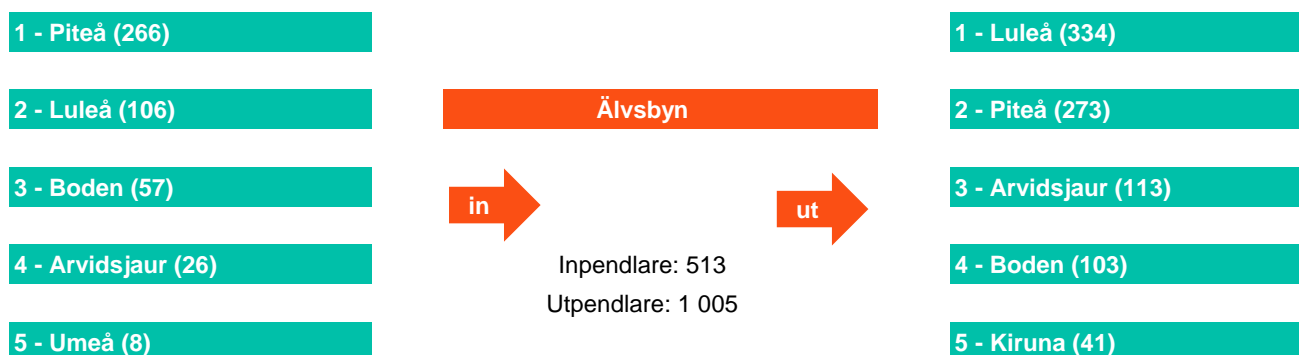 1 - Piteå (266)
2 - Luleå (106)
3 - Boden (57)
4 - Arvidsjaur (26)
5 - Umeå (8)
Älvsbyn
in
ut
Inpendlare: 513
Utpendlare: 1 005
1 - Luleå (334)
2 - Piteå (273)
3 - Arvidsjaur (113)
4 - Boden (103)
5 - Kiruna (41)